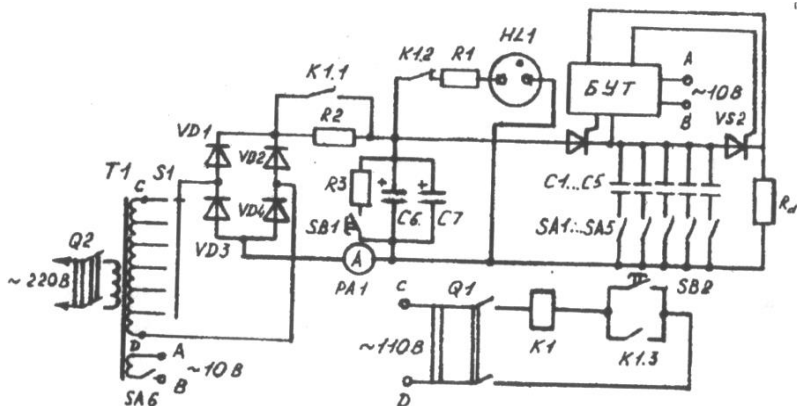 HL1
K1.2
R1
A
БУТ
~10В
B
K1.1
VS2
R2
VD1
VD2
T1
S1
C
R3
C1...C5
Rd
VD4
SB1
C6
C7
SA1...SA5
Q2
VD3
~220В
A
PA1
SB2
C
Q1
D
~110В
K1
K1.3
A
~10В
B
D
SA6